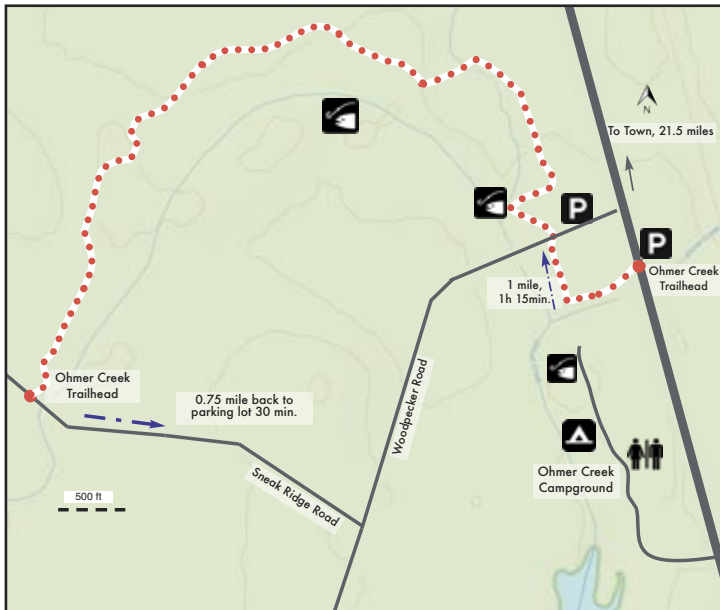 N
To Town, 21.5 miles
P
P
Ohmer Creek
Trailhead
1 mile,
1h 15min.
Ohmer Creek
Trailhead
0.75 mile back to
parking lot 30 min.
Woodpecker Road
Ohmer Creek
Campground
Sneak Ridge Road
500 ft